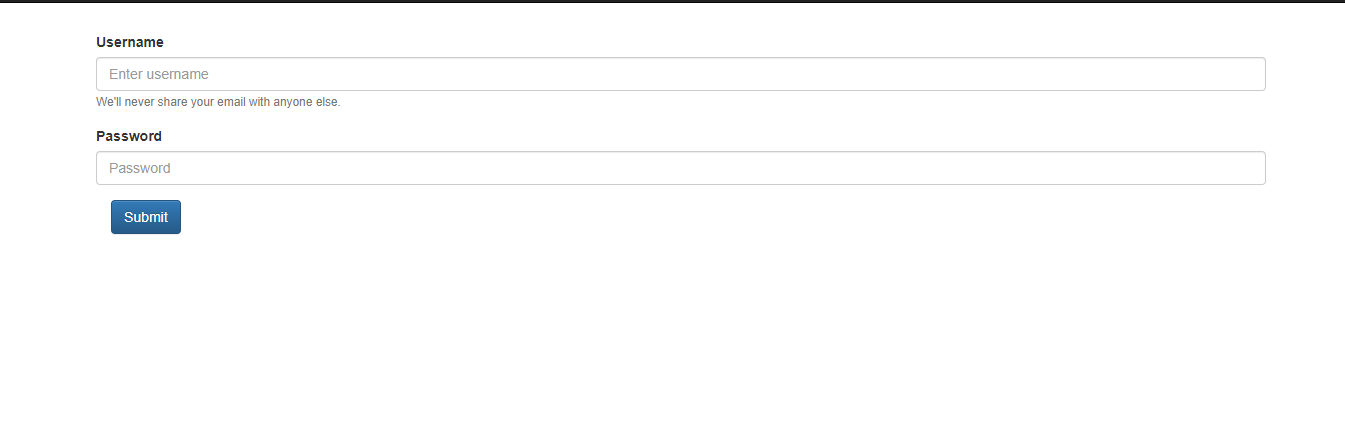 Username
Enter username
We'll never share your email with anyone else.
Password
Password
Submit